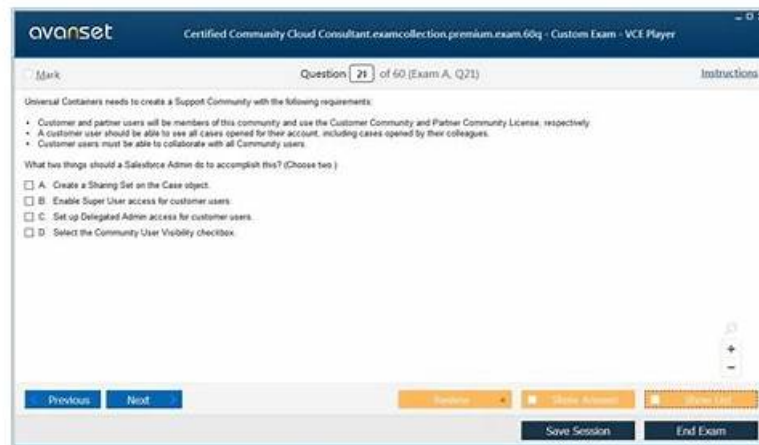 avanset
Certified Community Cloud Consultant.examcollection.premium.exam.60q - Custom Exam - VCE Player
Mark
Question 21 of 60 (Exam A, Q21)
Instructions
Universal Containers needs to create a Support Community with the following requirements:
• Customer and partner users will be members of this community and use the Customer Community and Partner Community License, respectively
• A customer user should be able to see all cases opened for their account, including cases opened by their colleagues.
• Customer users must be able to collaborate with all Community users.
What two things should a Salesforce Admin do to accomplish this? (Choose two.)
A. Create a Sharing Set on the Case object.
B. Enable Super User access for customer users.
C. Set up Delegated Admin access for customer users.
D. Select the Community User Visibility checkbox.
Previous
Next
Review
Show Answer
Show List
Save Session
End Exam